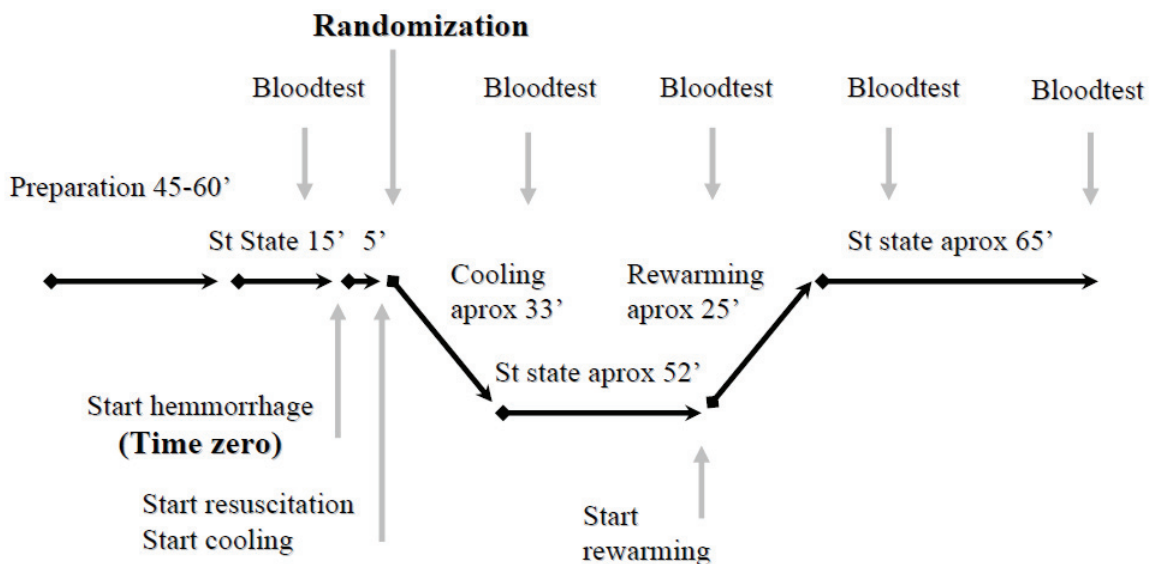 Randomization
Bloodtest
Bloodtest
Bloodtest
Bloodtest
Bloodtest
Preparation 45-60’
St State 15’
5’
St state aprox 65’
Cooling
aprox 33’
Rewarming
aprox 25’
St state aprox 52’
Start hemmorrhage
(Time zero)
Start resuscitation
Start cooling
Start
rewarming